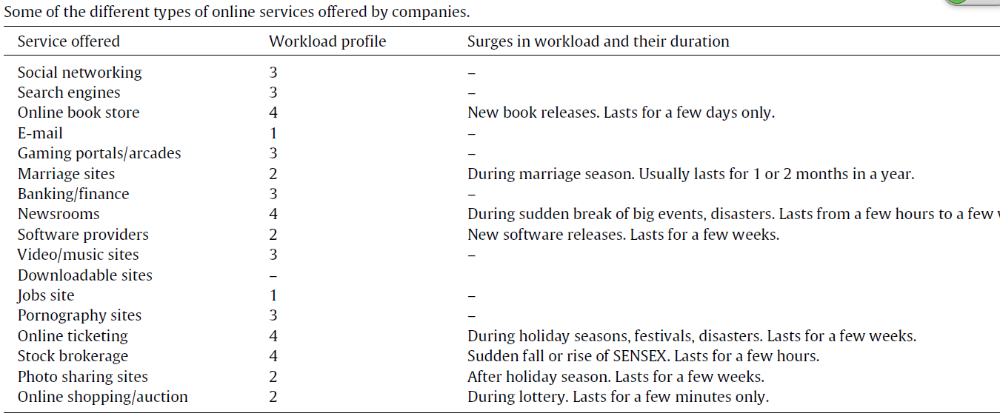 Some of the different types of online services offered by companies.
Service offered Workload profile Surges in workload and their duration
Social networking 3 –
Search engines 3 –
Online book store 4 New book releases. Lasts for a few days only.
E-mail 1 –
Gaming portals/arcades 3 –
Marriage sites 2 During marriage season. Usually lasts for 1 or 2 months in a year.
Banking/finance 3 –
Newsrooms 4 During sudden break of big events, disasters. Lasts from a few hours to a few
Software providers 2 New software releases. Lasts for a few weeks.
Video/music sites 3 –
Downloadable sites –
Jobs site 1 –
Pornography sites 3 –
Online ticketing 4 During holiday seasons, festivals, disasters. Lasts for a few weeks.
Stock brokerage 4 Sudden fall or rise of SENSEX. Lasts for a few hours.
Photo sharing sites 2 After holiday season. Lasts for a few weeks.
Online shopping/auction 2 During lottery. Lasts for a few minutes only.